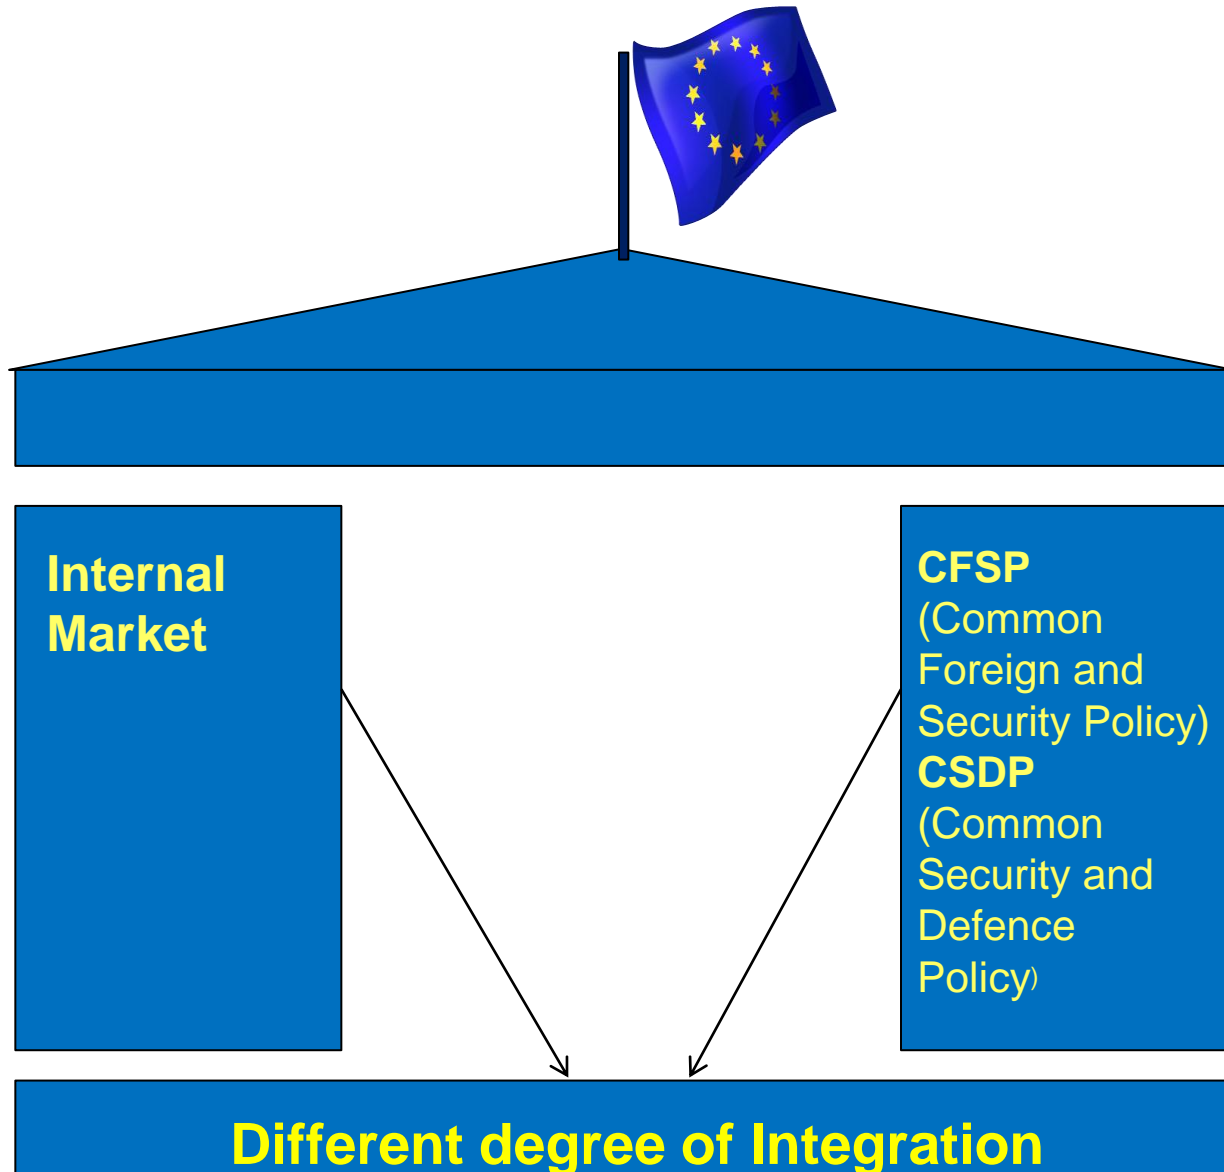 Internal
Market
CFSP
(Common
Foreign and
Security Policy)
CSDP
(Common
Security and
Defence
Policy)
Different degree of Integration